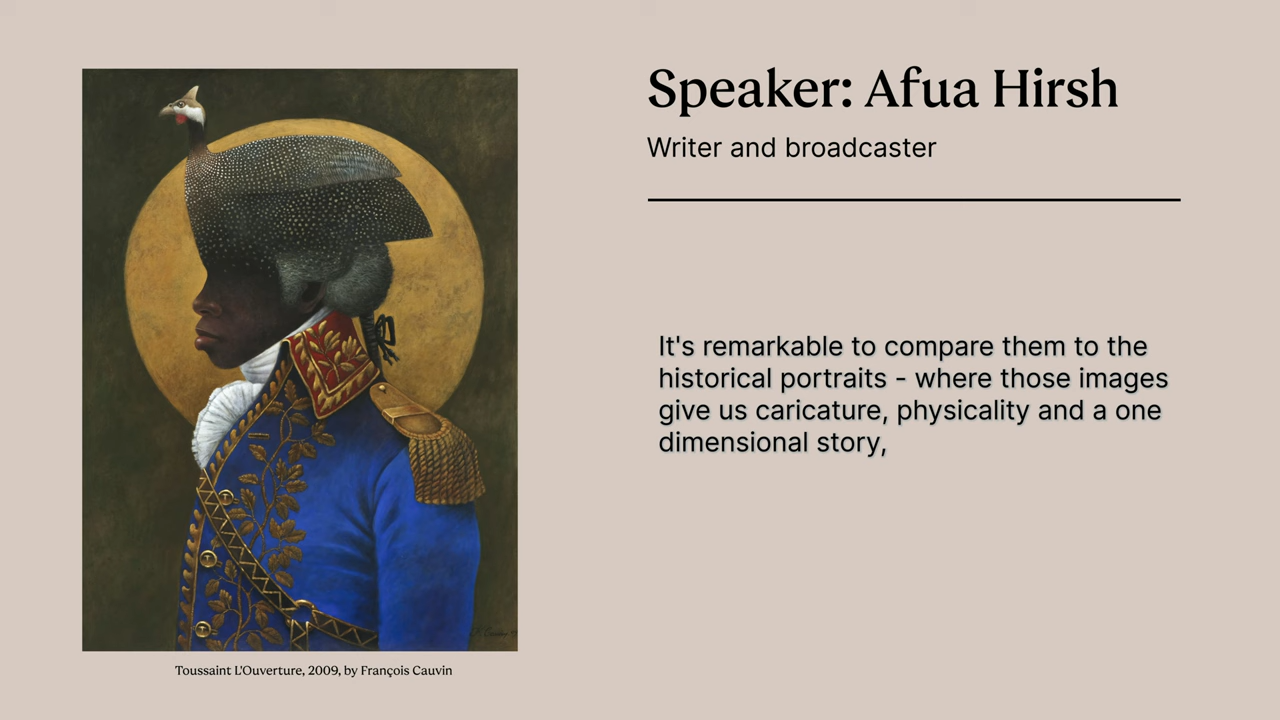 Speaker: Afua Hirsh
Writer and broadcaster
It's remarkable to compare them to the
historical portraits - where those images
give us caricature, physicality and a one
dimensional story,
Toussaint L'Ouverture, 2009, by François Cauvin